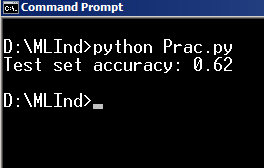 Command Prompt
D:\MLInd>python Prac.py
Test set accuracy: 0.62
D:\MLInd>